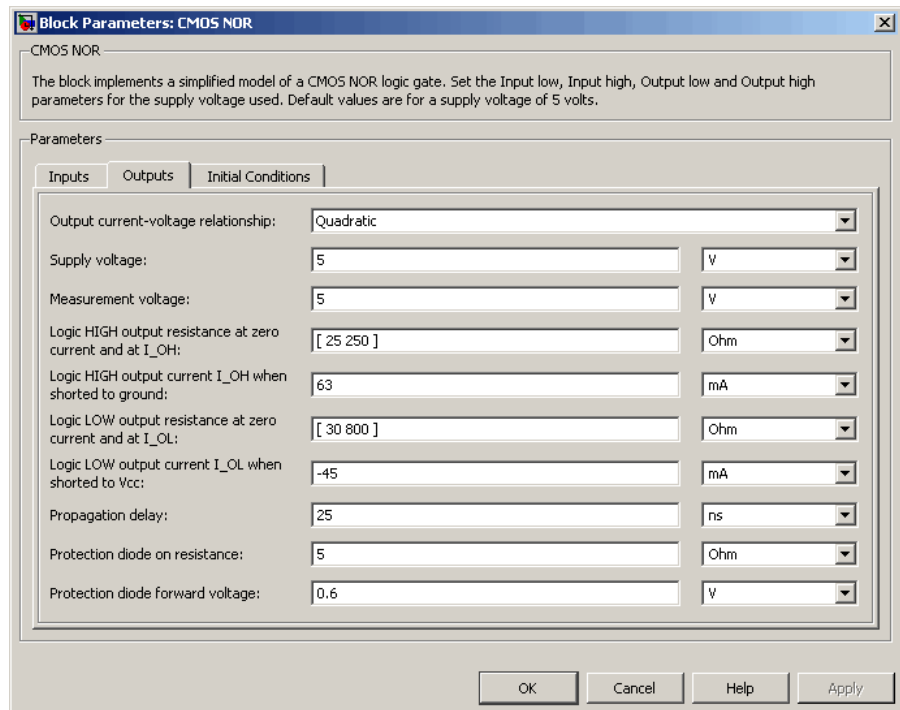 Block Parameters: CMOS NOR
CMOS NOR
The block implements a simplified model of a CMOS NOR logic gate. Set the Input low, Input high, Output low and Output high
parameters for the supply voltage used. Default values are for a supply voltage of 5 volts.
Parameters
Inputs Outputs Initial Conditions
Output current-voltage relationship: Quadratic
Supply voltage: 5 V
Measurement voltage: 5 V
Logic HIGH output resistance at zero
current and at I_OH: [ 25 250 ] Ohm
Logic HIGH output current I_OH when
shorted to ground: 63 mA
Logic LOW output resistance at zero
current and at I_OL: [ 30 800 ] Ohm
Logic LOW output current I_OL when
shorted to Vcc: -45 mA
Propagation delay: 25 ns
Protection diode on resistance: 5 Ohm
Protection diode forward voltage: 0.6 V
OK Cancel Help Apply